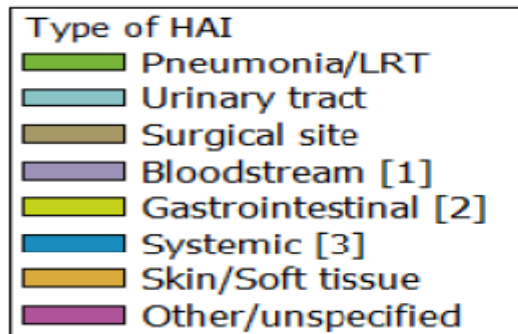 Type of HAI
Pneumonia/LRT
Urinary tract
Surgical site
Bloodstream [1]
Gastrointestinal [2]
Systemic [3]
Skin/Soft tissue
Other/unspecified